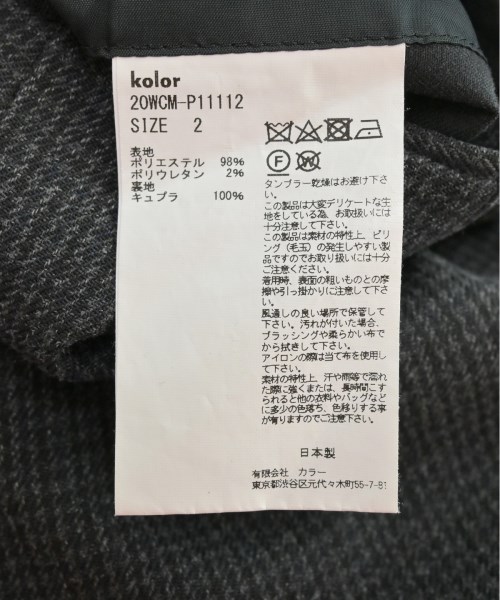 kolor
20WCM-P11112
SIZE 2
表地
ポリエステル 98%
ポリウレタン 2%
裏地
キュプラ 100%
F
W
タンブラー乾燥はお避け下さ
い。
この製品は大変デリケートな生
地をしている為、お取扱いには
十分注意して下さい。
この製品は素材の特性上、ピリ
ング(毛玉)の発生しやすい製
品ですのでお取り扱いには十分
ご注意ください。
着用時、表面の粗いものとの摩
擦や引っ掛かりに注意して下さ
い。
風通しの良い場所で保管して
下さい。汚れが付いた場合、
ブラッシングや柔らかい布で
から拭きして下さい。
アイロンの際は当て布を使用し
て下さい。
素材の特性上、汗や雨等で濡れ
た際に強くまたは、長時間こす
られると他の衣料やバッグなど
に多少の色落ち、色移りする事
が有りますのでご注意下さい。
日本製
有限会社 カラー
東京都渋谷区元代々木町55-7-B1